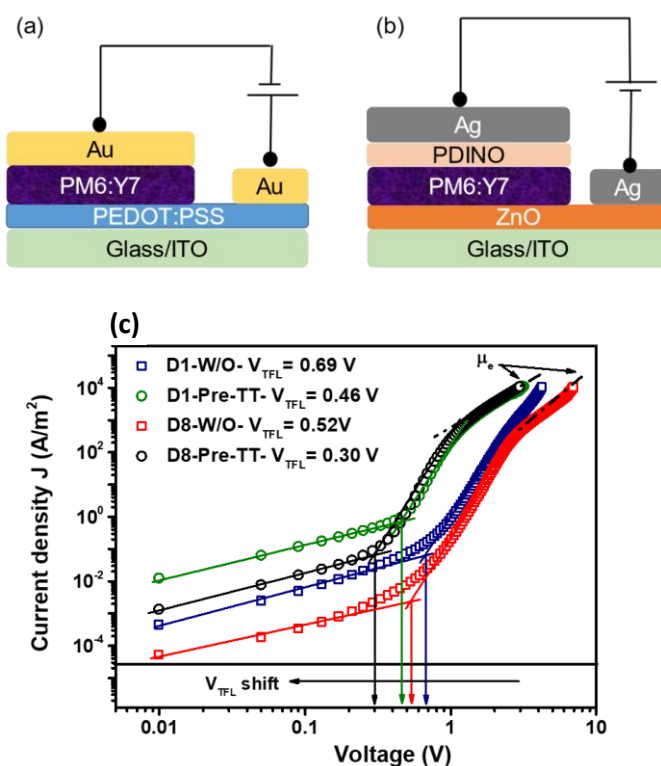 (a)
Au
PM6:Y7
Au
PEDOT:PSS
Glass/ITO
(b)
Ag
PDINO
PM6:Y7
Ag
ZnO
Glass/ITO
(c)
D1-W/O- V_TFL = 0.69 V
D1-Pre-TT- V_TFL = 0.46 V
D8-W/O- V_TFL = 0.52V
D8-Pre-TT- V_TFL = 0.30 V
μ_e
Current density J (A/m²)
10⁴
10²
10⁰
10⁻²
10⁻⁴
V_TFL shift
0.01
0.1
1
10
Voltage (V)